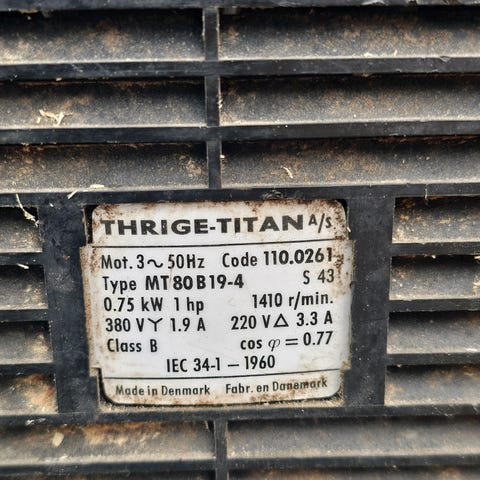 THRIGE-TITAN A/S
Mot. 3~50Hz Code 110.0261
Type MT80B19-4 S 43
0.75 kW 1 hp 1410 r/min.
380 V Y 1.9 A 220 V Δ 3.3 A
Class B cos φ = 0.77
IEC 34-1 – 1960
Made in Denmark Fabr. en Danemark